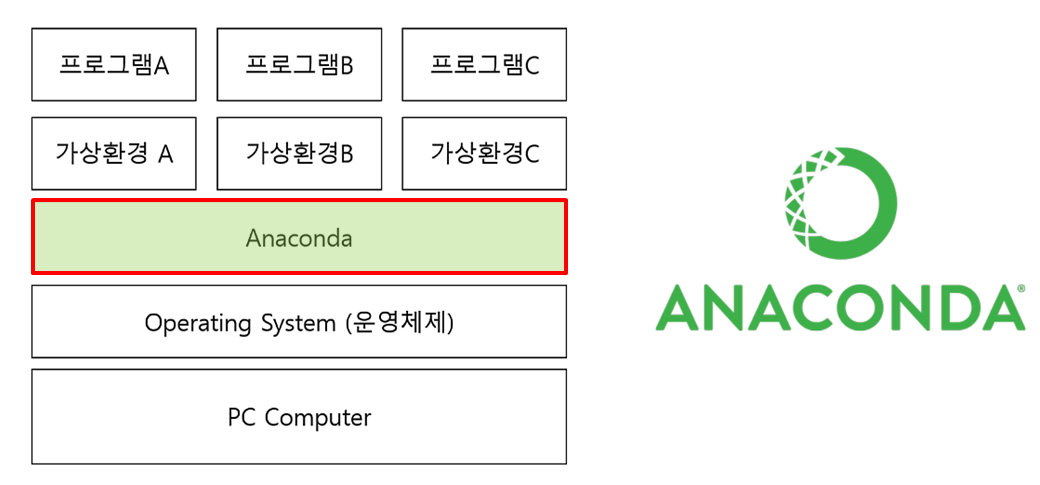 프로그램A
프로그램B
프로그램C
가상환경 A
가상환경B
가상환경C
Anaconda
Operating System (운영체제)
PC Computer
ANACONDA®